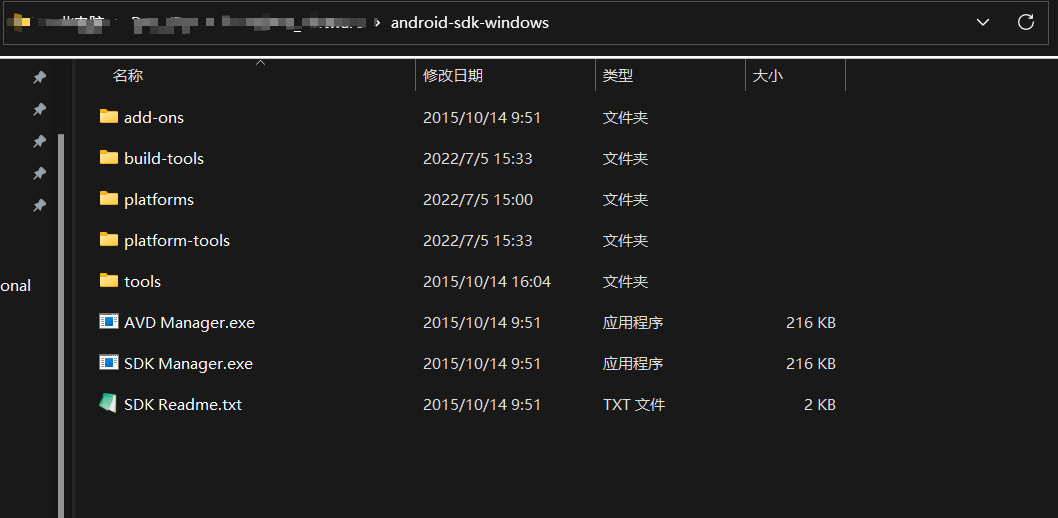 android-sdk-windows
名称 修改日期 类型 大小
add-ons 2015/10/14 9:51 文件夹
build-tools 2022/7/5 15:33 文件夹
platforms 2022/7/5 15:00 文件夹
platform-tools 2022/7/5 15:33 文件夹
tools 2015/10/14 16:04 文件夹
onal
AVD Manager.exe 2015/10/14 9:51 应用程序 216 KB
SDK Manager.exe 2015/10/14 9:51 应用程序 216 KB
SDK Readme.txt 2015/10/14 9:51 TXT 文件 2 KB